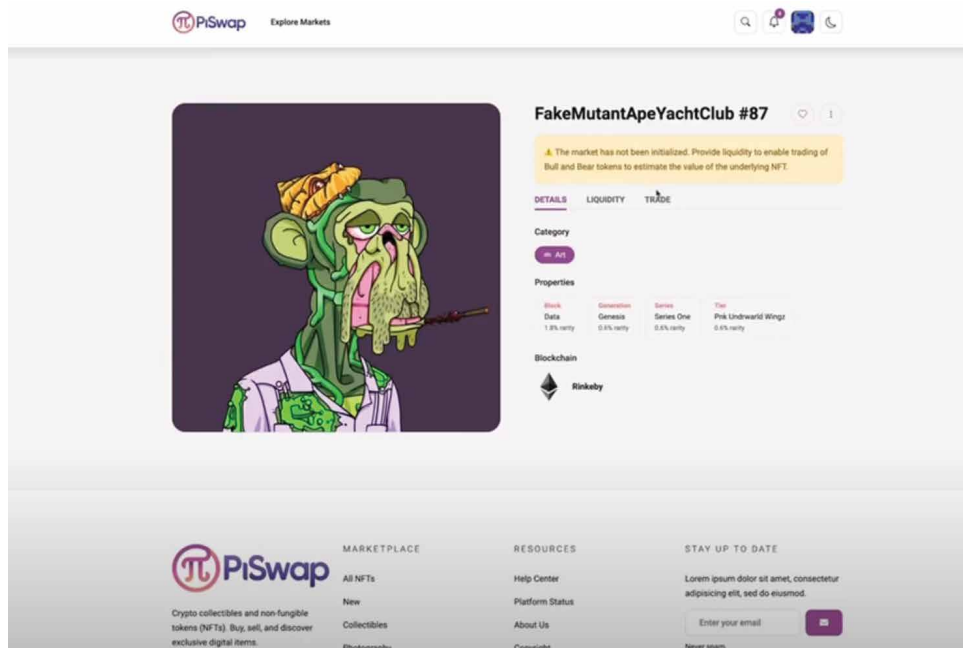 PiSwap
Explore Markets
FakeMutantApeYachtClub #87
The market has not been initialized. Provide liquidity to enable trading of
Bull and Bear tokens to estimate the value of the underlying NFT.
DETAILS LIQUIDITY TRADE
Category
Art
Properties
Block Generation Series Tier
Data Genesis Series One Pnk Undrwarld Wingz
1.8% rarity 0.6% rarity 0.6% rarity 0.6% rarity
Blockchain
Rinkeby
PiSwap
Crypto collectibles and non-fungible
tokens (NFTs). Buy, sell, and discover
exclusive digital items.
MARKETPLACE
All NFTs
New
Collectibles
Photography
RESOURCES
Help Center
Platform Status
About Us
Copyright
STAY UP TO DATE
Lorem ipsum dolor sit amet, consectetur
adipisicing elit, sed do eiusmod.
Enter your email
Never spam